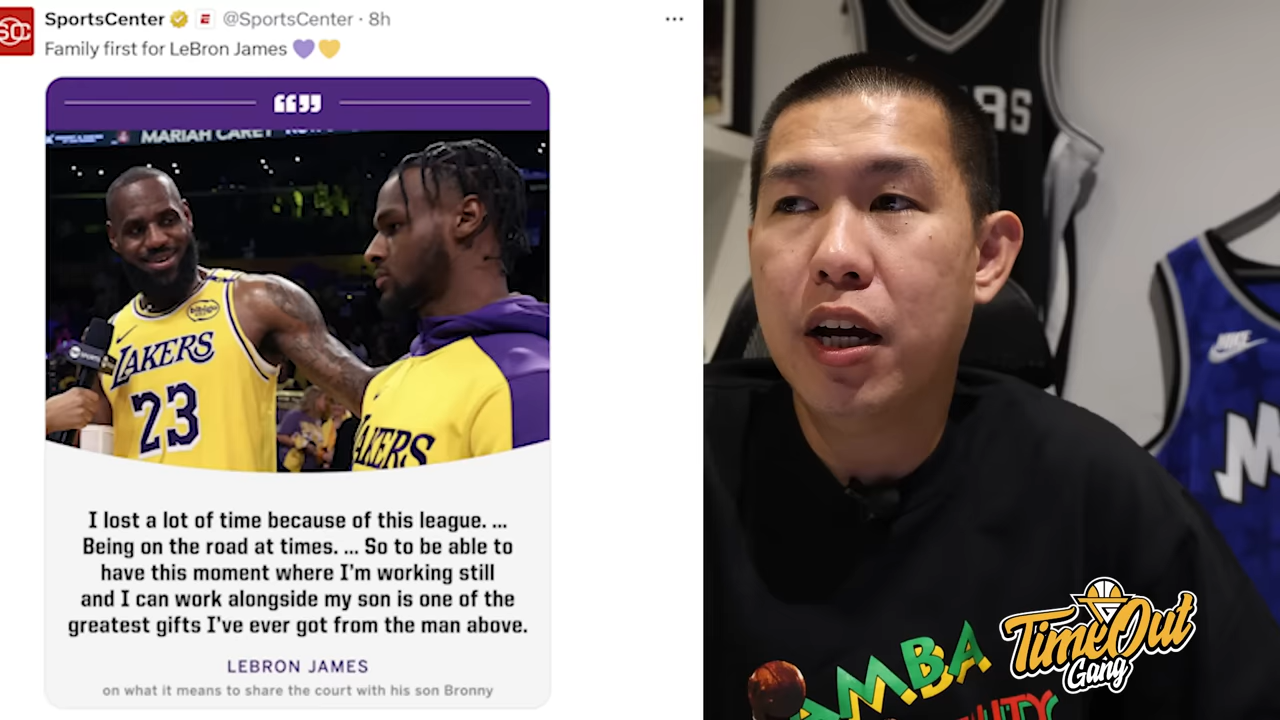 SportsCenter @SportsCenter · 8h
Family first for LeBron James 💜💛
MARIAH CAREY
bibigo
LAKERS
23
LAKERS
I lost a lot of time because of this league. ...
Being on the road at times. ... So to be able to
have this moment where I'm working still
and I can work alongside my son is one of the
greatest gifts I've ever got from the man above.
LEBRON JAMES
on what it means to share the court with his son Bronny
NIKE
TimeOut
Gang